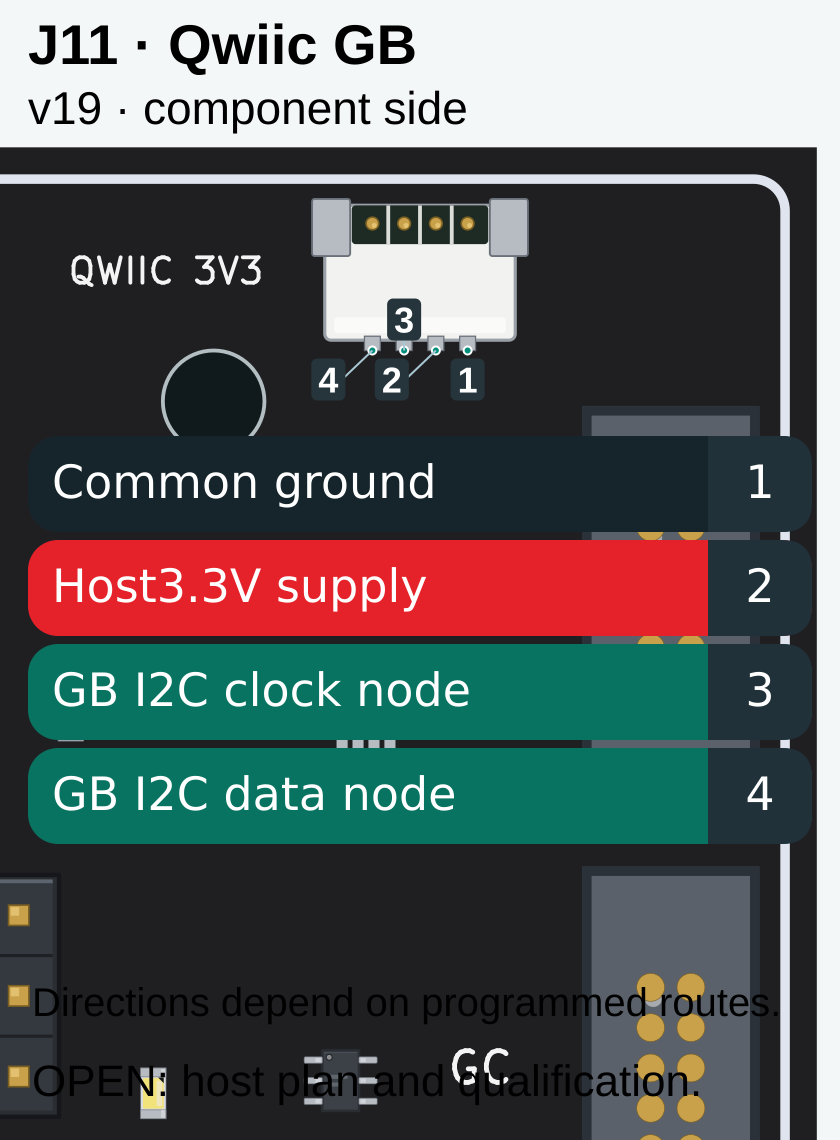 J11 · Qwiic GB
v19 · component side
QWIIC 3V3
3
4 2 1
Common ground 1
Host3.3V supply 2
GB I2C clock node 3
GB I2C data node 4
Directions depend on programmed routes.
GC
OPEN: host plan and qualification.